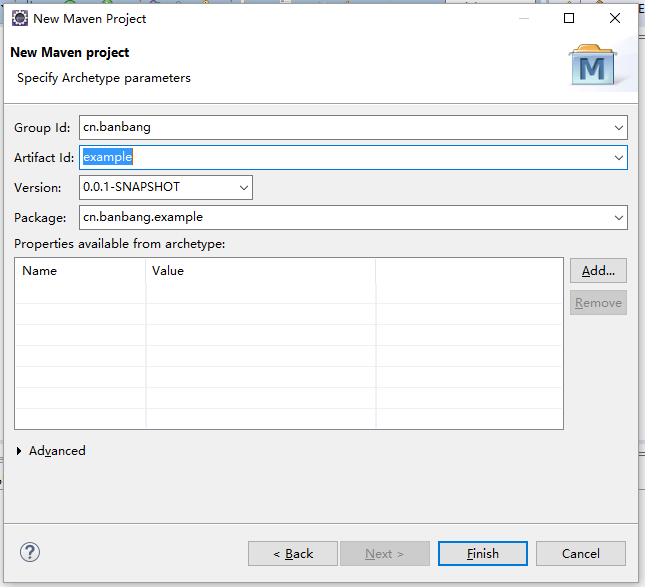 New Maven Project
New Maven project
Specify Archetype parameters
M
Group Id: cn.banbang
Artifact Id: example
Version: 0.0.1-SNAPSHOT
Package: cn.banbang.example
Properties available from archetype:
Name Value
Add...
Remove
Advanced
? < Back Next > Finish Cancel